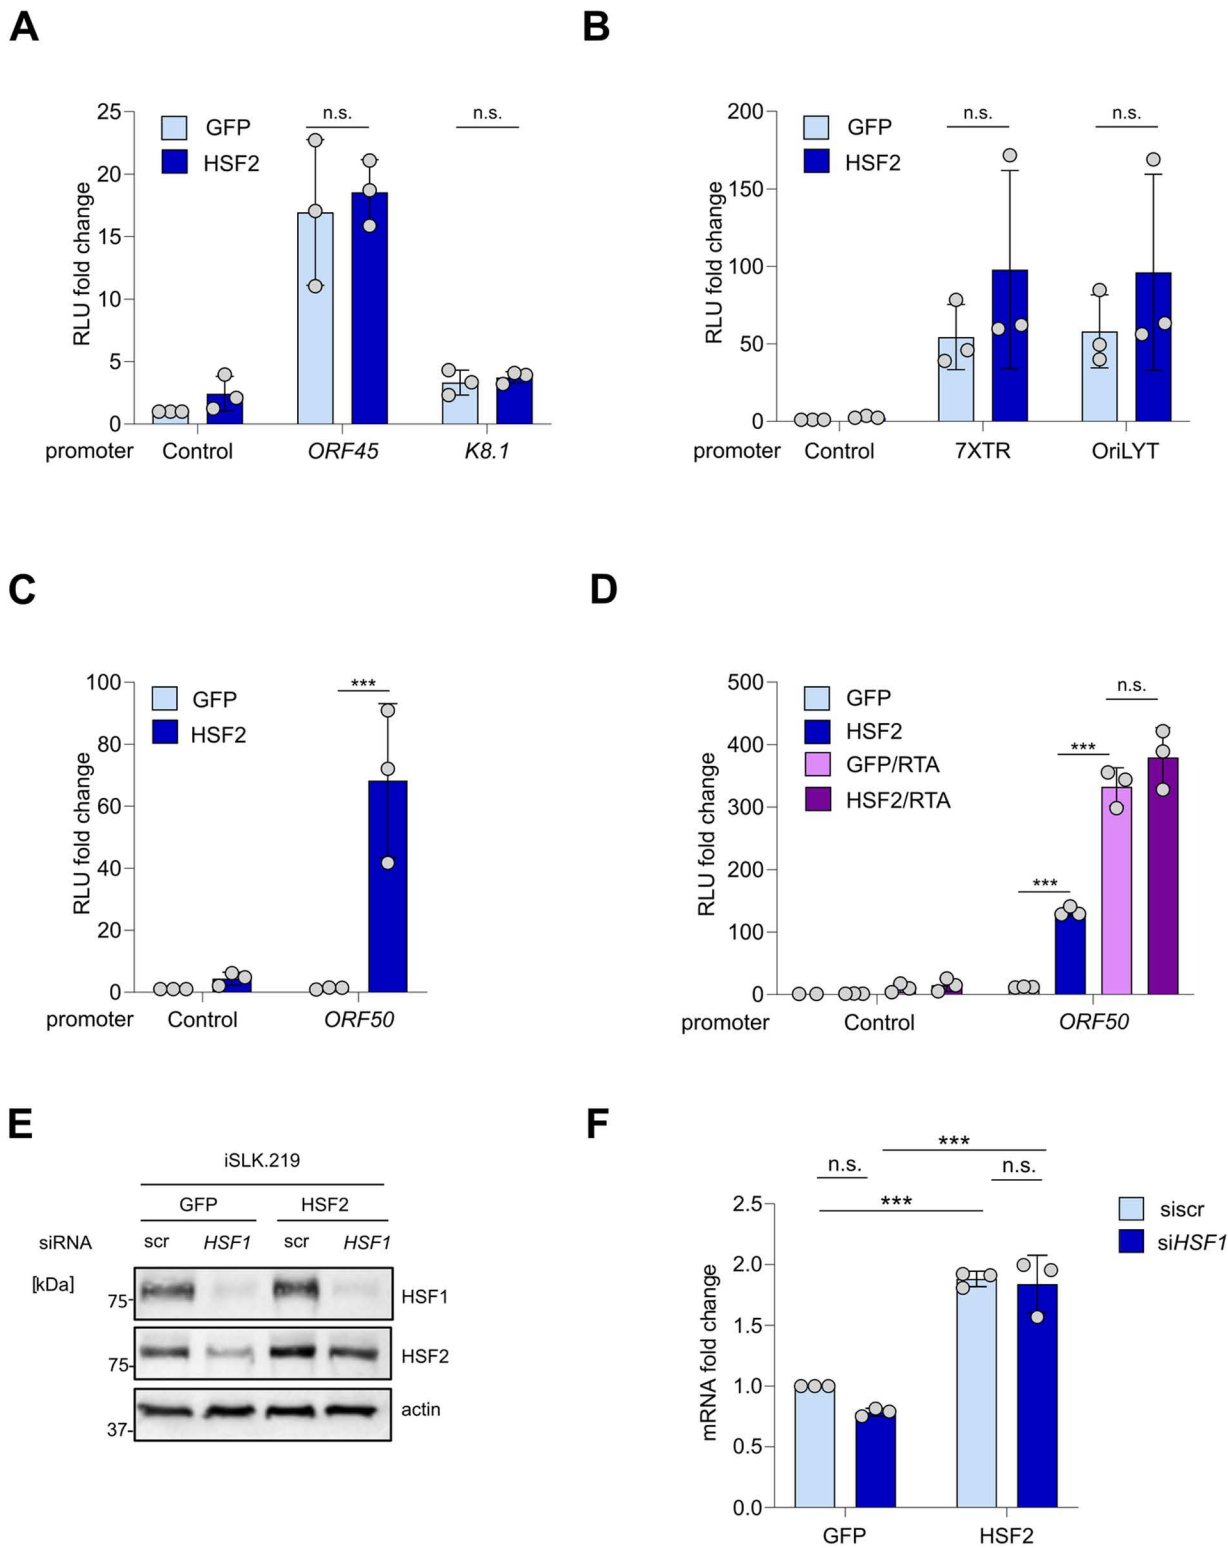 A
25
20
15
10
5
0
RLU fold change
GFP
HSF2
n.s.
n.s.
promoter
Control
ORF45
K8.1
B
200
150
100
50
0
RLU fold change
GFP
HSF2
n.s.
n.s.
promoter
Control
7XTR
OriLYT
C
100
80
60
40
20
0
RLU fold change
GFP
HSF2
***
promoter
Control
ORF50
D
500
400
300
200
100
0
RLU fold change
GFP
HSF2
GFP/RTA
HSF2/RTA
***
***
n.s.
promoter
Control
ORF50
E
iSLK.219
GFP HSF2
siRNA scr HSF1 scr HSF1
[kDa]
75- HSF1
75- HSF2
37- actin
F
***
n.s.
n.s.
***
2.5
2.0
1.5
1.0
0.5
0.0
mRNA fold change
siscr
siHSF1
GFP
HSF2